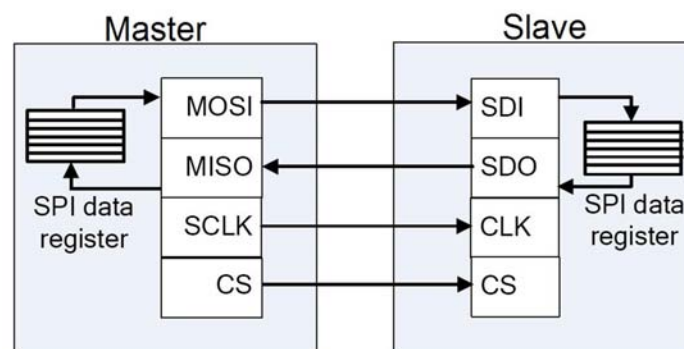 Master
Slave
MOSI
SDI
MISO
SDO
SPI data
register
SPI data
register
SCLK
CLK
CS
CS